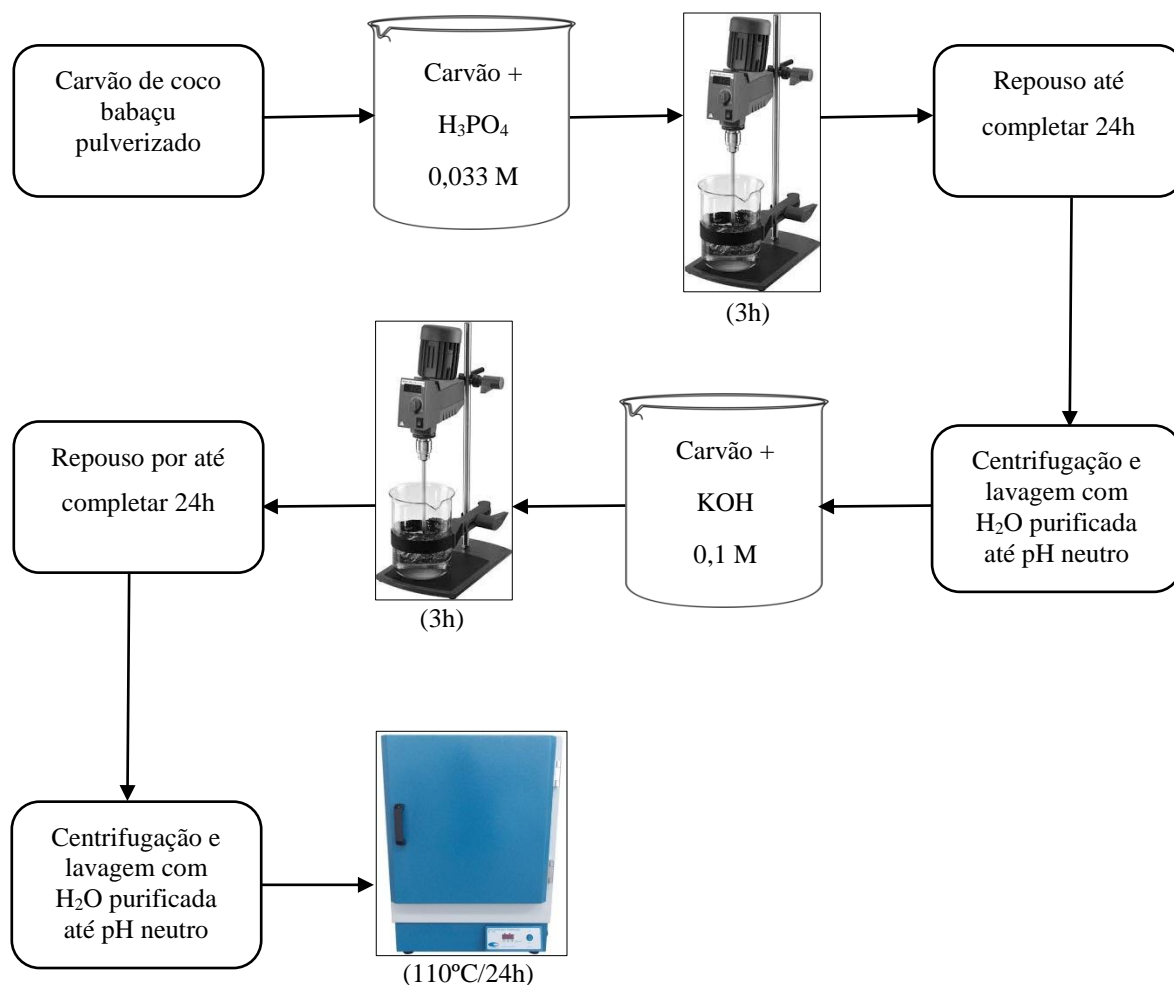 Carvão de coco
babaçu
pulverizado
Carvão +
H₃PO₄
0,033 M
(3h)
Repouso até
completar 24h
Centrifugação e
lavagem com
H₂O purificada
até pH neutro
Carvão +
KOH
0,1 M
(3h)
Repouso por até
completar 24h
Centrifugação e
lavagem com
H₂O purificada
até pH neutro
(110ºC/24h)